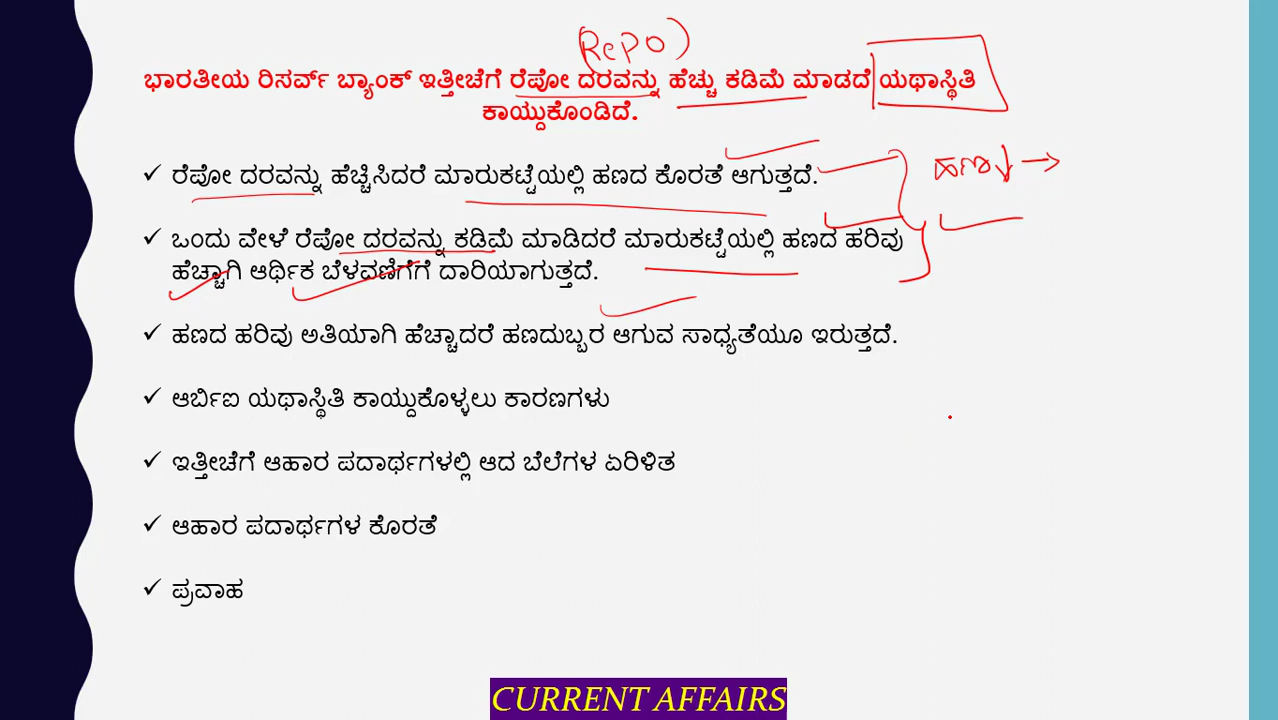 (RePO)
ಭಾರತೀಯ ರಿಸರ್ವ್ ಬ್ಯಾಂಕ್ ಇತ್ತೀಚೆಗೆ ರೆಪೋ ದರವನ್ನು ಹೆಚ್ಚು ಕಡಿಮೆ ಮಾಡದೆ ಯಥಾಸ್ಥಿತಿ
ಕಾಯ್ದುಕೊಂಡಿದೆ.
✓ ರೆಪೋ ದರವನ್ನು ಹೆಚ್ಚಿಸಿದರೆ ಮಾರುಕಟ್ಟೆಯಲ್ಲಿ ಹಣದ ಕೊರತೆ ಆಗುತ್ತದೆ.
ಹಣ↓ →
✓ ಒಂದು ವೇಳೆ ರೆಪೋ ದರವನ್ನು ಕಡಿಮೆ ಮಾಡಿದರೆ ಮಾರುಕಟ್ಟೆಯಲ್ಲಿ ಹಣದ ಹರಿವು
ಹೆಚ್ಚಾಗಿ ಆರ್ಥಿಕ ಬೆಳವಣಿಗೆಗೆ ದಾರಿಯಾಗುತ್ತದೆ.
✓ ಹಣದ ಹರಿವು ಅತಿಯಾಗಿ ಹೆಚ್ಚಾದರೆ ಹಣದುಬ್ಬರ ಆಗುವ ಸಾಧ್ಯತೆಯೂ ಇರುತ್ತದೆ.
✓ ಆರ್ಬಿಐ ಯಥಾಸ್ಥಿತಿ ಕಾಯ್ದುಕೊಳ್ಳಲು ಕಾರಣಗಳು
✓ ಇತ್ತೀಚೆಗೆ ಆಹಾರ ಪದಾರ್ಥಗಳಲ್ಲಿ ಆದ ಬೆಲೆಗಳ ಏರಿಳಿತ
✓ ಆಹಾರ ಪದಾರ್ಥಗಳ ಕೊರತೆ
✓ ಪ್ರವಾಹ
CURRENT AFFAIRS